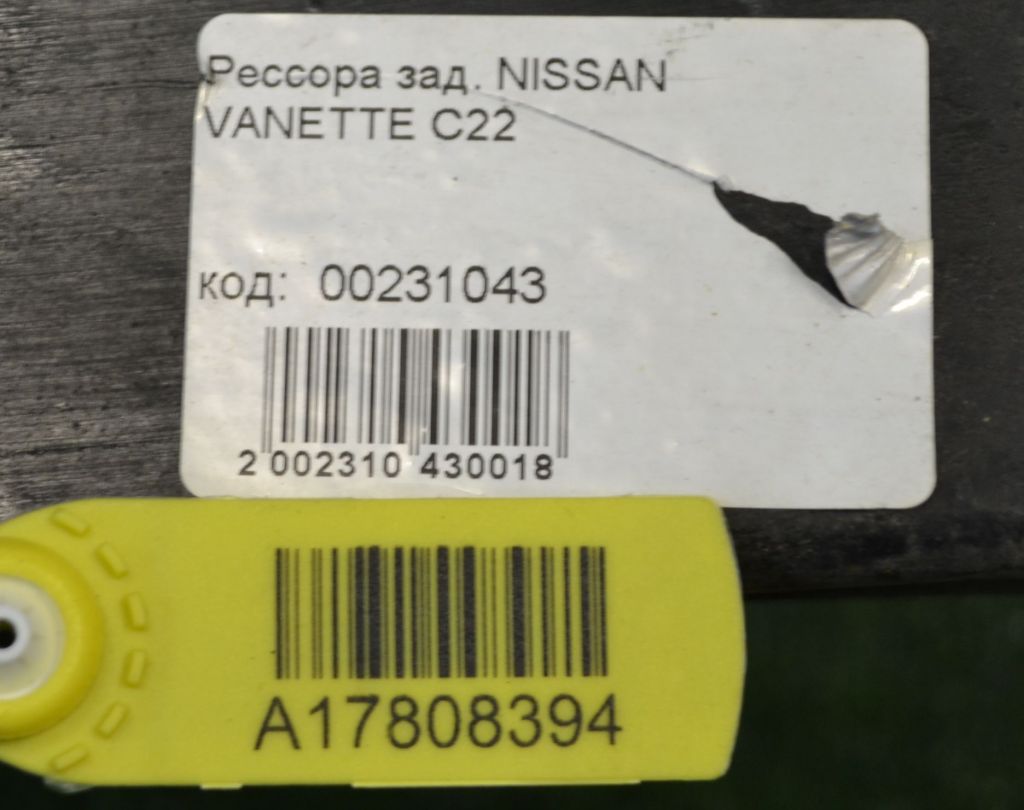 Рессора зад. NISSAN
VANETTE C22
код: 00231043
2 002310 430018
A17808394